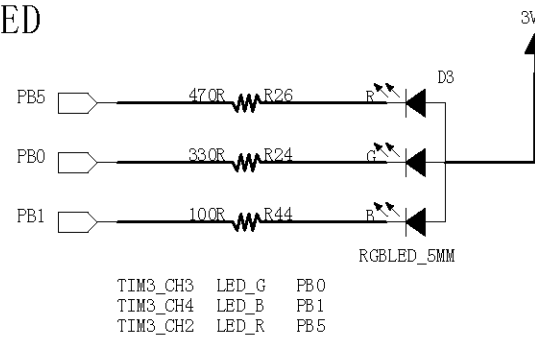 ED
3V
D3
PB5 470R R26 R
PB0 330R R24 G
PB1 100R R44 B
RGBLED_5MM
TIM3_CH3 LED_G PB0
TIM3_CH4 LED_B PB1
TIM3_CH2 LED_R PB5